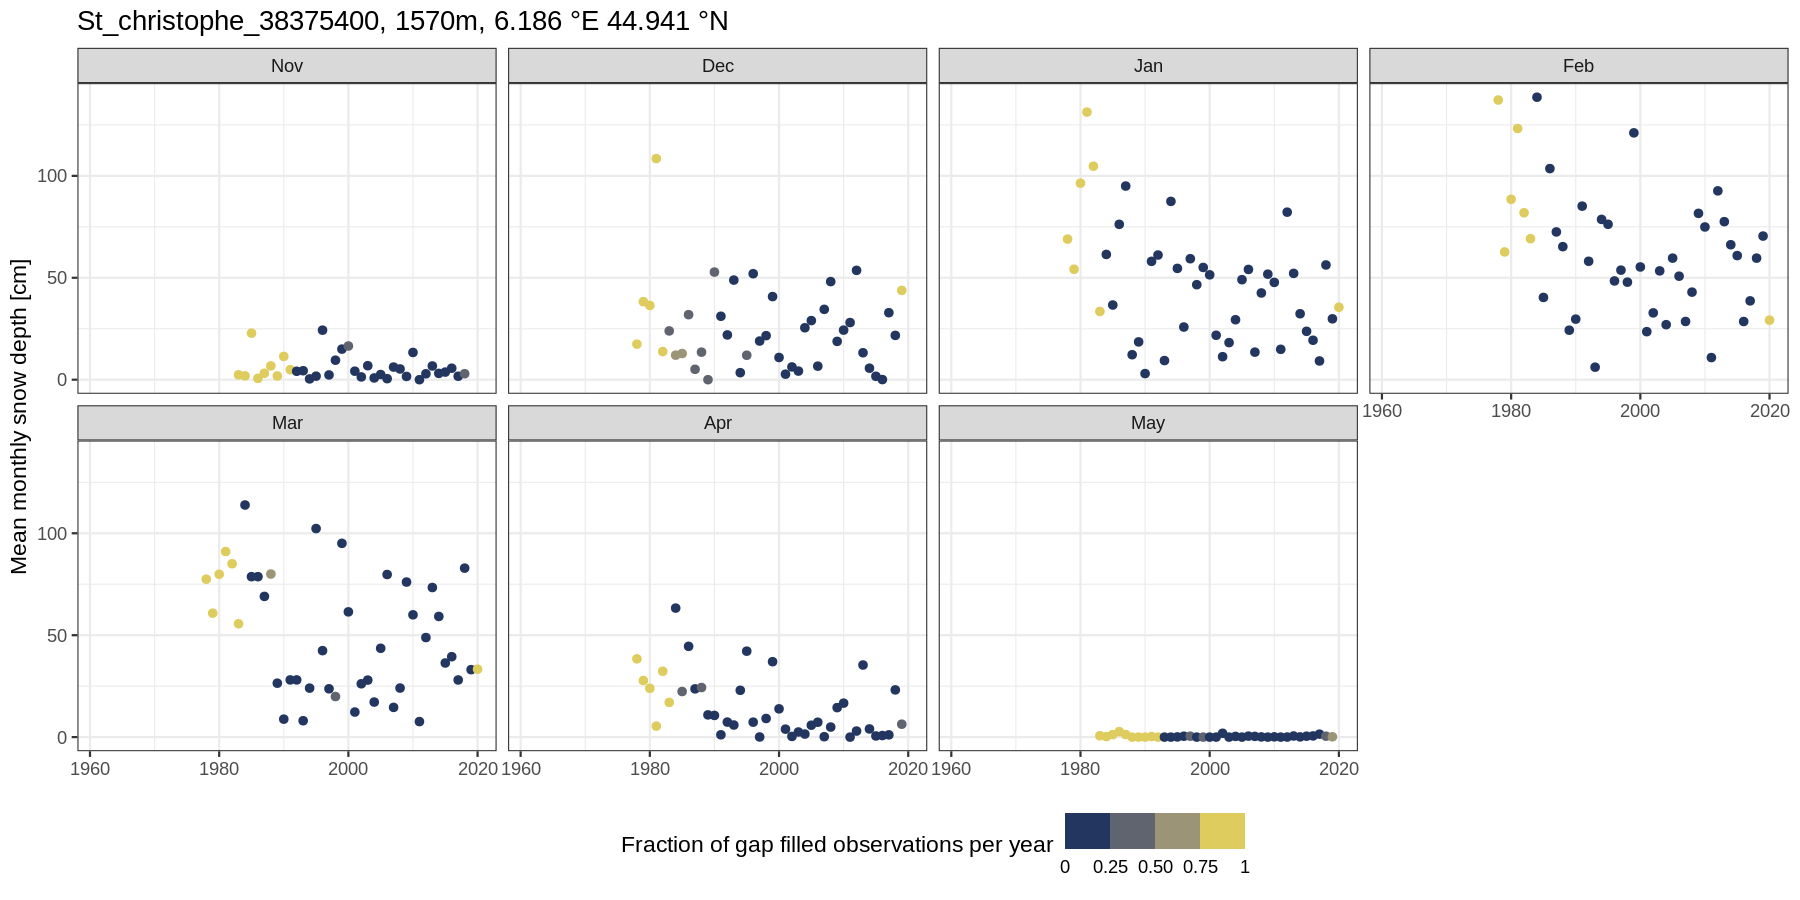 St_christophe_38375400, 1570m, 6.186 °E 44.941 °N
Nov
Dec
Jan
Feb
100
50
0
1960 1980 2000 2020
Mean monthly snow depth [cm]
Mar
Apr
May
100
50
0
1960 1980 2000 2020 1960 1980 2000 2020 1960 1980 2000 2020
Fraction of gap filled observations per year
0 0.25 0.50 0.75 1